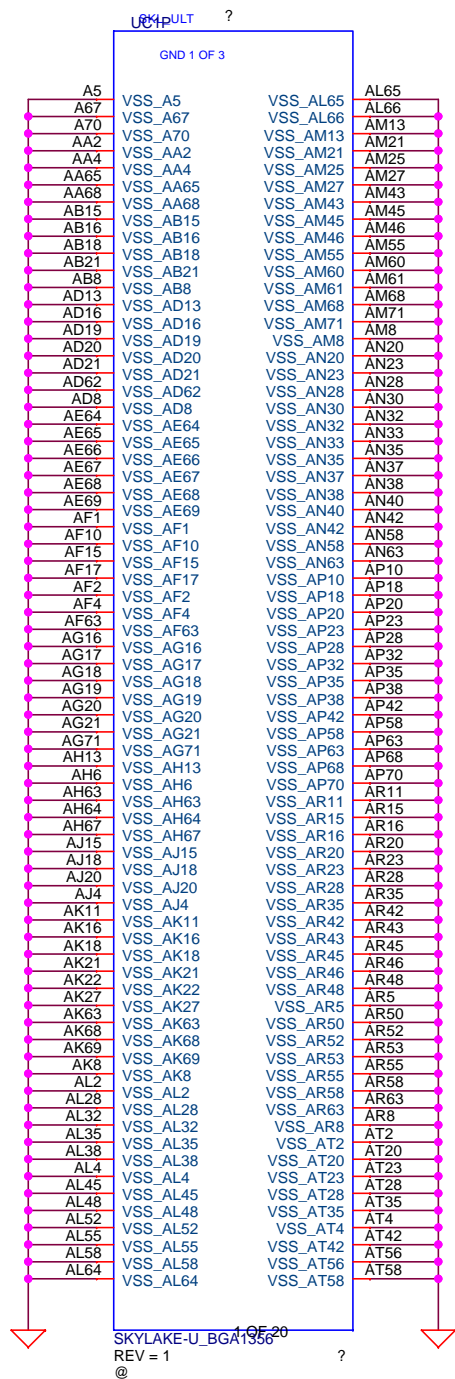 SKL_ULT ?
UC1P
GND 1 OF 3
A5 VSS_A5 VSS_AL65 AL65
A67 VSS_A67 VSS_AL66 AL66
A70 VSS_A70 VSS_AM13 AM13
AA2 VSS_AA2 VSS_AM21 AM21
AA4 VSS_AA4 VSS_AM25 AM25
AA65 VSS_AA65 VSS_AM27 AM27
AA68 VSS_AA68 VSS_AM43 AM43
AB15 VSS_AB15 VSS_AM45 AM45
AB16 VSS_AB16 VSS_AM46 AM46
AB18 VSS_AB18 VSS_AM55 AM55
AB21 VSS_AB21 VSS_AM60 AM60
AB8 VSS_AB8 VSS_AM61 AM61
AD13 VSS_AD13 VSS_AM68 AM68
AD16 VSS_AD16 VSS_AM71 AM71
AD19 VSS_AD19 VSS_AM8 AM8
AD20 VSS_AD20 VSS_AN20 AN20
AD21 VSS_AD21 VSS_AN23 AN23
AD62 VSS_AD62 VSS_AN28 AN28
AD8 VSS_AD8 VSS_AN30 AN30
AE64 VSS_AE64 VSS_AN32 AN32
AE65 VSS_AE65 VSS_AN33 AN33
AE66 VSS_AE66 VSS_AN35 AN35
AE67 VSS_AE67 VSS_AN37 AN37
AE68 VSS_AE68 VSS_AN38 AN38
AE69 VSS_AE69 VSS_AN40 AN40
AF1 VSS_AF1 VSS_AN42 AN42
AF10 VSS_AF10 VSS_AN58 AN58
AF15 VSS_AF15 VSS_AN63 AN63
AF17 VSS_AF17 VSS_AP10 AP10
AF2 VSS_AF2 VSS_AP18 AP18
AF4 VSS_AF4 VSS_AP20 AP20
AF63 VSS_AF63 VSS_AP23 AP23
AG16 VSS_AG16 VSS_AP28 AP28
AG17 VSS_AG17 VSS_AP32 AP32
AG18 VSS_AG18 VSS_AP35 AP35
AG19 VSS_AG19 VSS_AP38 AP38
AG20 VSS_AG20 VSS_AP42 AP42
AG21 VSS_AG21 VSS_AP58 AP58
AG71 VSS_AG71 VSS_AP63 AP63
AH13 VSS_AH13 VSS_AP68 AP68
AH6 VSS_AH6 VSS_AP70 AP70
AH63 VSS_AH63 VSS_AR11 AR11
AH64 VSS_AH64 VSS_AR15 AR15
AH67 VSS_AH67 VSS_AR16 AR16
AJ15 VSS_AJ15 VSS_AR20 AR20
AJ18 VSS_AJ18 VSS_AR23 AR23
AJ20 VSS_AJ20 VSS_AR28 AR28
AJ4 VSS_AJ4 VSS_AR35 AR35
AK11 VSS_AK11 VSS_AR42 AR42
AK16 VSS_AK16 VSS_AR43 AR43
AK18 VSS_AK18 VSS_AR45 AR45
AK21 VSS_AK21 VSS_AR46 AR46
AK22 VSS_AK22 VSS_AR48 AR48
AK27 VSS_AK27 VSS_AR5 AR5
AK63 VSS_AK63 VSS_AR50 AR50
AK68 VSS_AK68 VSS_AR52 AR52
AK69 VSS_AK69 VSS_AR53 AR53
AK8 VSS_AK8 VSS_AR55 AR55
AL2 VSS_AL2 VSS_AR58 AR58
AL28 VSS_AL28 VSS_AR63 AR63
AL32 VSS_AL32 VSS_AR8 AR8
AL35 VSS_AL35 VSS_AT2 AT2
AL38 VSS_AL38 VSS_AT20 AT20
AL4 VSS_AL4 VSS_AT23 AT23
AL45 VSS_AL45 VSS_AT28 AT28
AL48 VSS_AL48 VSS_AT35 AT35
AL52 VSS_AL52 VSS_AT4 AT4
AL55 VSS_AL55 VSS_AT42 AT42
AL58 VSS_AL58 VSS_AT56 AT56
AL64 VSS_AL64 VSS_AT58 AT58
1 OF 20
SKYLAKE-U_BGA1356
REV = 1 ?
@